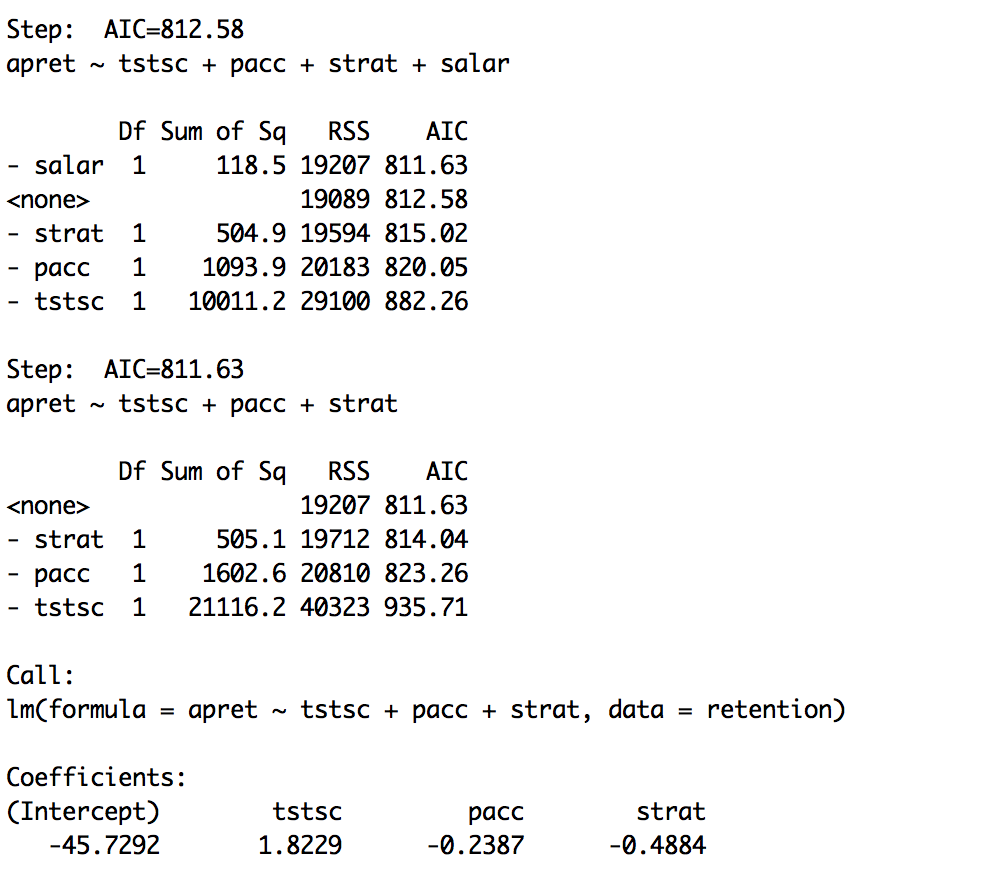 Step:  AIC=812.58
apret ~ tstsc + pacc + strat + salar

        Df Sum of Sq   RSS    AIC
- salar  1     118.5 19207 811.63
<none>               19089 812.58
- strat  1     504.9 19594 815.02
- pacc   1    1093.9 20183 820.05
- tstsc  1   10011.2 29100 882.26

Step:  AIC=811.63
apret ~ tstsc + pacc + strat

        Df Sum of Sq   RSS    AIC
<none>               19207 811.63
- strat  1     505.1 19712 814.04
- pacc   1    1602.6 20810 823.26
- tstsc  1   21116.2 40323 935.71

Call:
lm(formula = apret ~ tstsc + pacc + strat, data = retention)

Coefficients:
(Intercept)        tstsc         pacc        strat
   -45.7292       1.8229      -0.2387      -0.4884